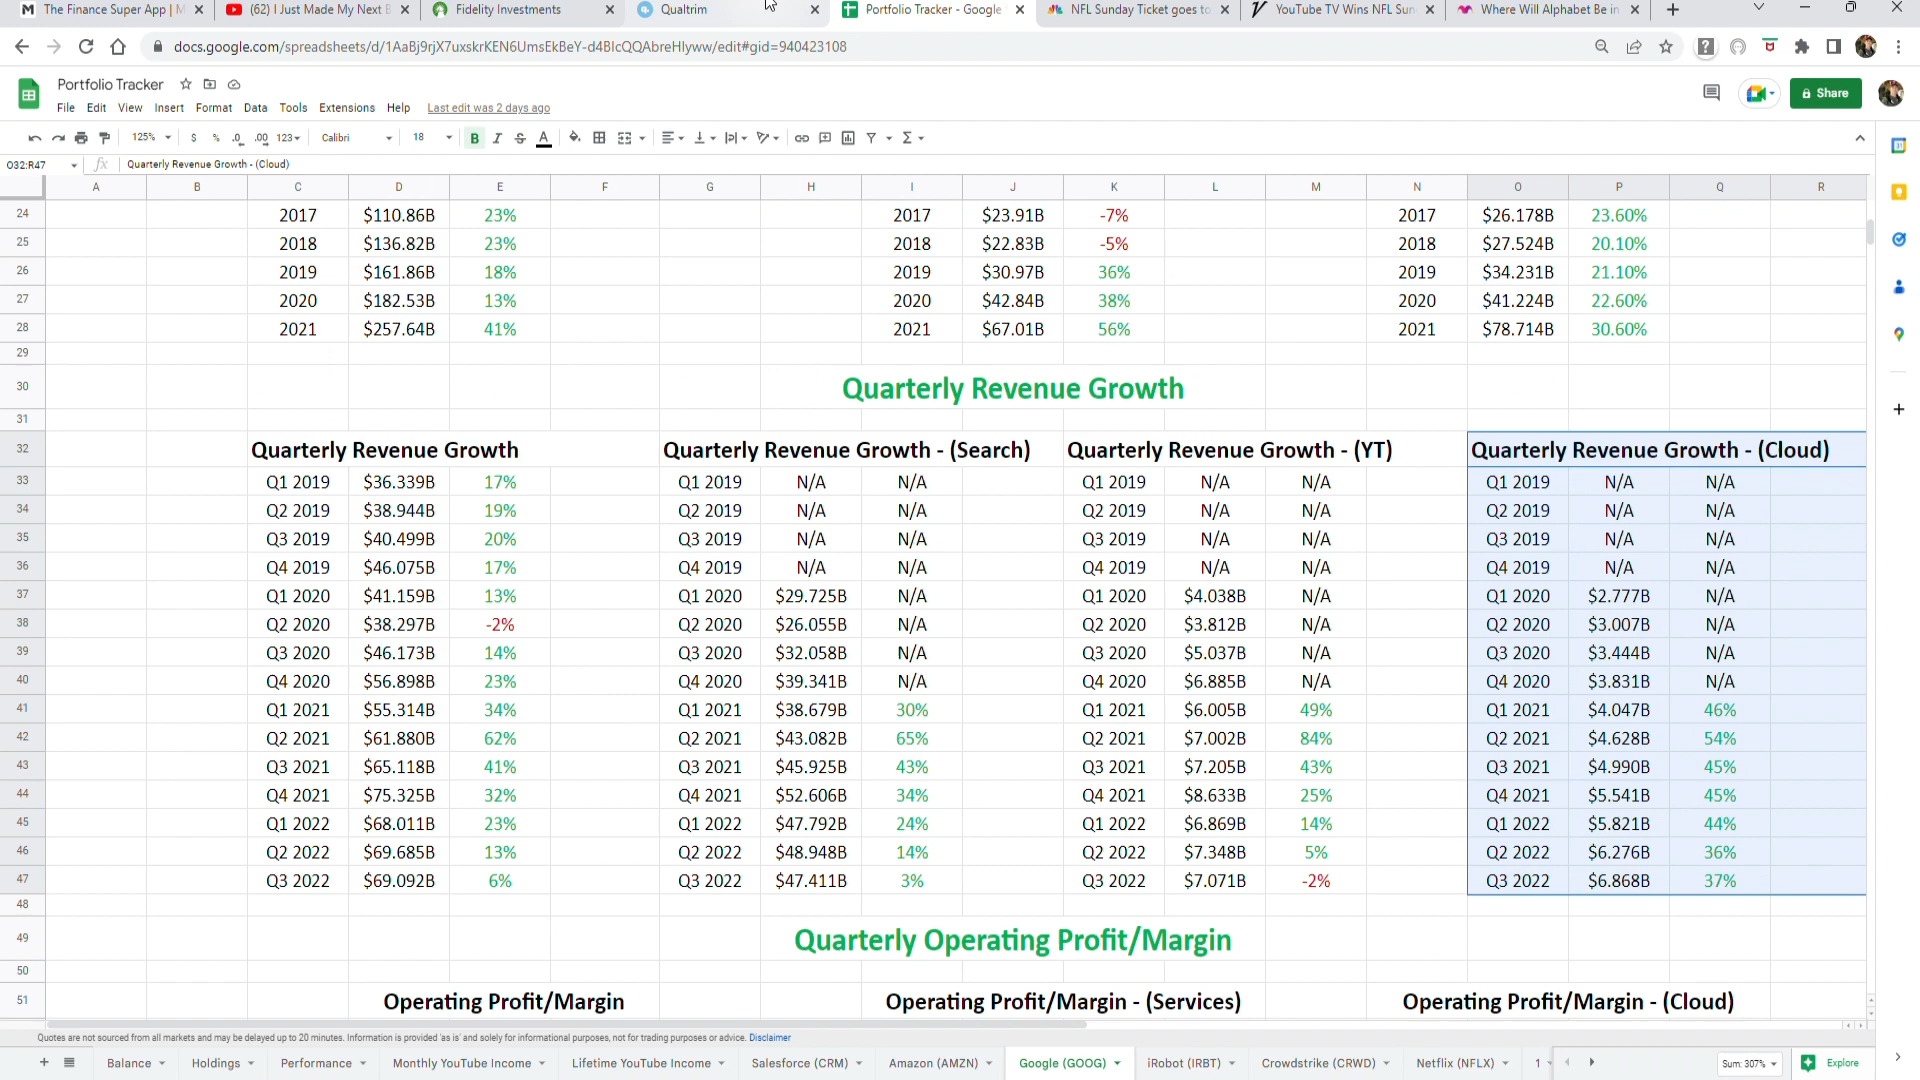 The Finance Super App | M
(62) I Just Made My Next B
Fidelity Investments
Qualtrim
Portfolio Tracker - Google
NFL Sunday Ticket goes to
YouTube TV Wins NFL Sun
Where Will Alphabet Be in
docs.google.com/spreadsheets/d/1AaBj9rjX7uxskrKEN6UmsEkBeY-d4BIcQQAbreHIyww/edit#gid=940423108
Portfolio Tracker
Share
File Edit View Insert Format Data Tools Extensions Help Last edit was 2 days ago
125% $ % .0 .00 123 Calibri 18 B I S A
O32:R47 fx Quarterly Revenue Growth - (Cloud)
A B C D E F G H I J K L M N O P Q R
24 2017 $110.86B 23% 2017 $23.91B -7% 2017 $26.178B 23.60%
25 2018 $136.82B 23% 2018 $22.83B -5% 2018 $27.524B 20.10%
26 2019 $161.86B 18% 2019 $30.97B 36% 2019 $34.231B 21.10%
27 2020 $182.53B 13% 2020 $42.84B 38% 2020 $41.224B 22.60%
28 2021 $257.64B 41% 2021 $67.01B 56% 2021 $78.714B 30.60%
29
30 Quarterly Revenue Growth
31
32 Quarterly Revenue Growth Quarterly Revenue Growth - (Search) Quarterly Revenue Growth - (YT) Quarterly Revenue Growth - (Cloud)
33 Q1 2019 $36.339B 17% Q1 2019 N/A N/A Q1 2019 N/A N/A Q1 2019 N/A N/A
34 Q2 2019 $38.944B 19% Q2 2019 N/A N/A Q2 2019 N/A N/A Q2 2019 N/A N/A
35 Q3 2019 $40.499B 20% Q3 2019 N/A N/A Q3 2019 N/A N/A Q3 2019 N/A N/A
36 Q4 2019 $46.075B 17% Q4 2019 N/A N/A Q4 2019 N/A N/A Q4 2019 N/A N/A
37 Q1 2020 $41.159B 13% Q1 2020 $29.725B N/A Q1 2020 $4.038B N/A Q1 2020 $2.777B N/A
38 Q2 2020 $38.297B -2% Q2 2020 $26.055B N/A Q2 2020 $3.812B N/A Q2 2020 $3.007B N/A
39 Q3 2020 $46.173B 14% Q3 2020 $32.058B N/A Q3 2020 $5.037B N/A Q3 2020 $3.444B N/A
40 Q4 2020 $56.898B 23% Q4 2020 $39.341B N/A Q4 2020 $6.885B N/A Q4 2020 $3.831B N/A
41 Q1 2021 $55.314B 34% Q1 2021 $38.679B 30% Q1 2021 $6.005B 49% Q1 2021 $4.047B 46%
42 Q2 2021 $61.880B 62% Q2 2021 $43.082B 65% Q2 2021 $7.002B 84% Q2 2021 $4.628B 54%
43 Q3 2021 $65.118B 41% Q3 2021 $45.925B 43% Q3 2021 $7.205B 43% Q3 2021 $4.990B 45%
44 Q4 2021 $75.325B 32% Q4 2021 $52.606B 34% Q4 2021 $8.633B 25% Q4 2021 $5.541B 45%
45 Q1 2022 $68.011B 23% Q1 2022 $47.792B 24% Q1 2022 $6.869B 14% Q1 2022 $5.821B 44%
46 Q2 2022 $69.685B 13% Q2 2022 $48.948B 14% Q2 2022 $7.348B 5% Q2 2022 $6.276B 36%
47 Q3 2022 $69.092B 6% Q3 2022 $47.411B 3% Q3 2022 $7.071B -2% Q3 2022 $6.868B 37%
48
49 Quarterly Operating Profit/Margin
50
51 Operating Profit/Margin Operating Profit/Margin - (Services) Operating Profit/Margin - (Cloud)
Quotes are not sourced from all markets and may be delayed up to 20 minutes. Information is provided 'as is' and solely for informational purposes, not for trading purposes or advice. Disclaimer
Balance Holdings Performance Monthly YouTube Income Lifetime YouTube Income Salesforce (CRM) Amazon (AMZN) Google (GOOG) iRobot (IRBT) Crowdstrike (CRWD) Netflix (NFLX) 1 Sum: 307% Explore